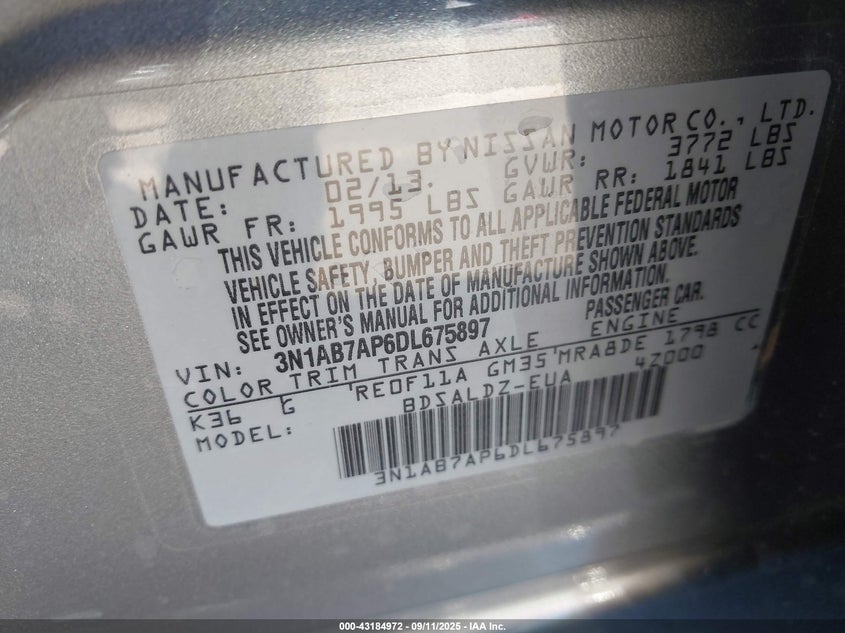 MANUFACTURED BY NISSAN MOTOR CO., LTD.
DATE: 02/13. GVWR: 3772 LBS
GAWR FR: 1995 LBS GAWR RR: 1841 LBS
THIS VEHICLE CONFORMS TO ALL APPLICABLE FEDERAL MOTOR
VEHICLE SAFETY, BUMPER AND THEFT PREVENTION STANDARDS
IN EFFECT ON THE DATE OF MANUFACTURE SHOWN ABOVE.
SEE OWNER'S MANUAL FOR ADDITIONAL INFORMATION.
VIN: 3N1AB7AP6DL675897 PASSENGER CAR.
COLOR TRIM TRANS AXLE ENGINE
K36 G RE0F11A GM35 MRA8DE 1798 CC
MODEL: BDSALDZ-EUA 4Z000
3N1AB7AP6DL675897
000-43184972 - 09/11/2025 - IAA Inc.